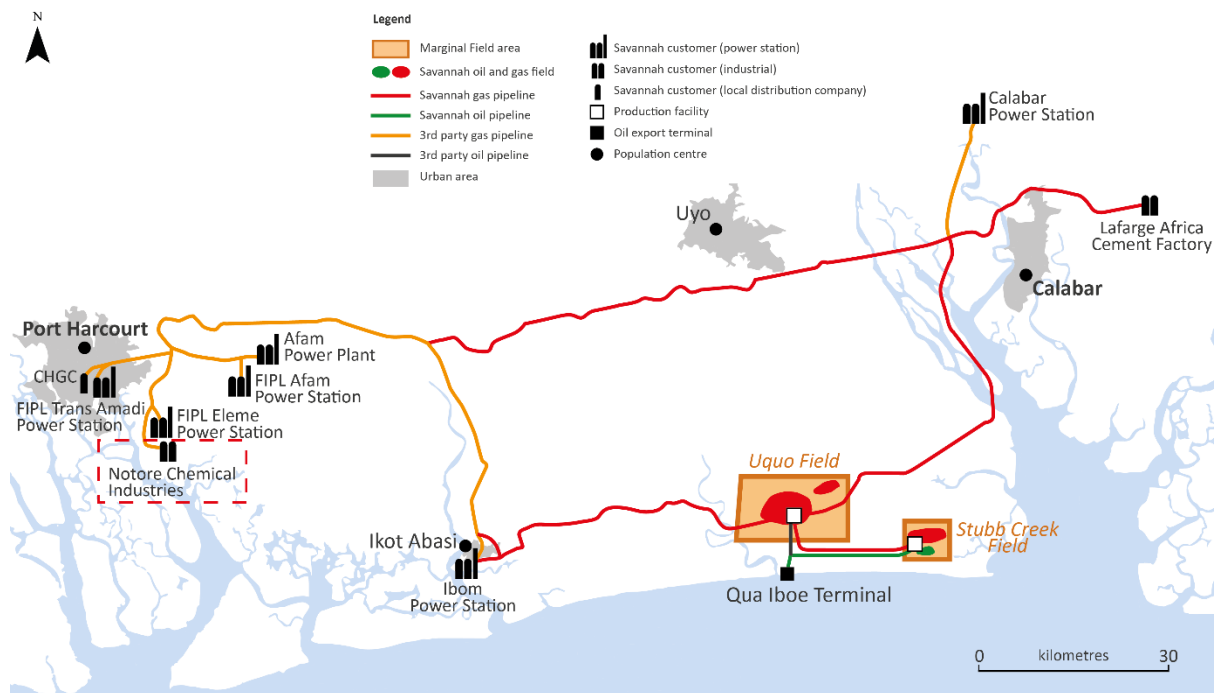 N
Legend
Marginal Field area
Savannah oil and gas field
Savannah gas pipeline
Savannah oil pipeline
3rd party gas pipeline
3rd party oil pipeline
Urban area
Savannah customer (power station)
Savannah customer (industrial)
Savannah customer (local distribution company)
Production facility
Oil export terminal
Population centre
Calabar
Power Station
Uyo
Lafarge Africa
Cement Factory
Calabar
Port Harcourt
Afam
Power Plant
CHGC
FIPL Afam
Power Station
FIPL Trans Amadi
Power Station
FIPL Eleme
Power Station
Notore Chemical
Industries
Uquo Field
Stubb Creek
Field
Ikot Abasi
Ibom
Power Station
Qua Iboe Terminal
0 kilometres 30